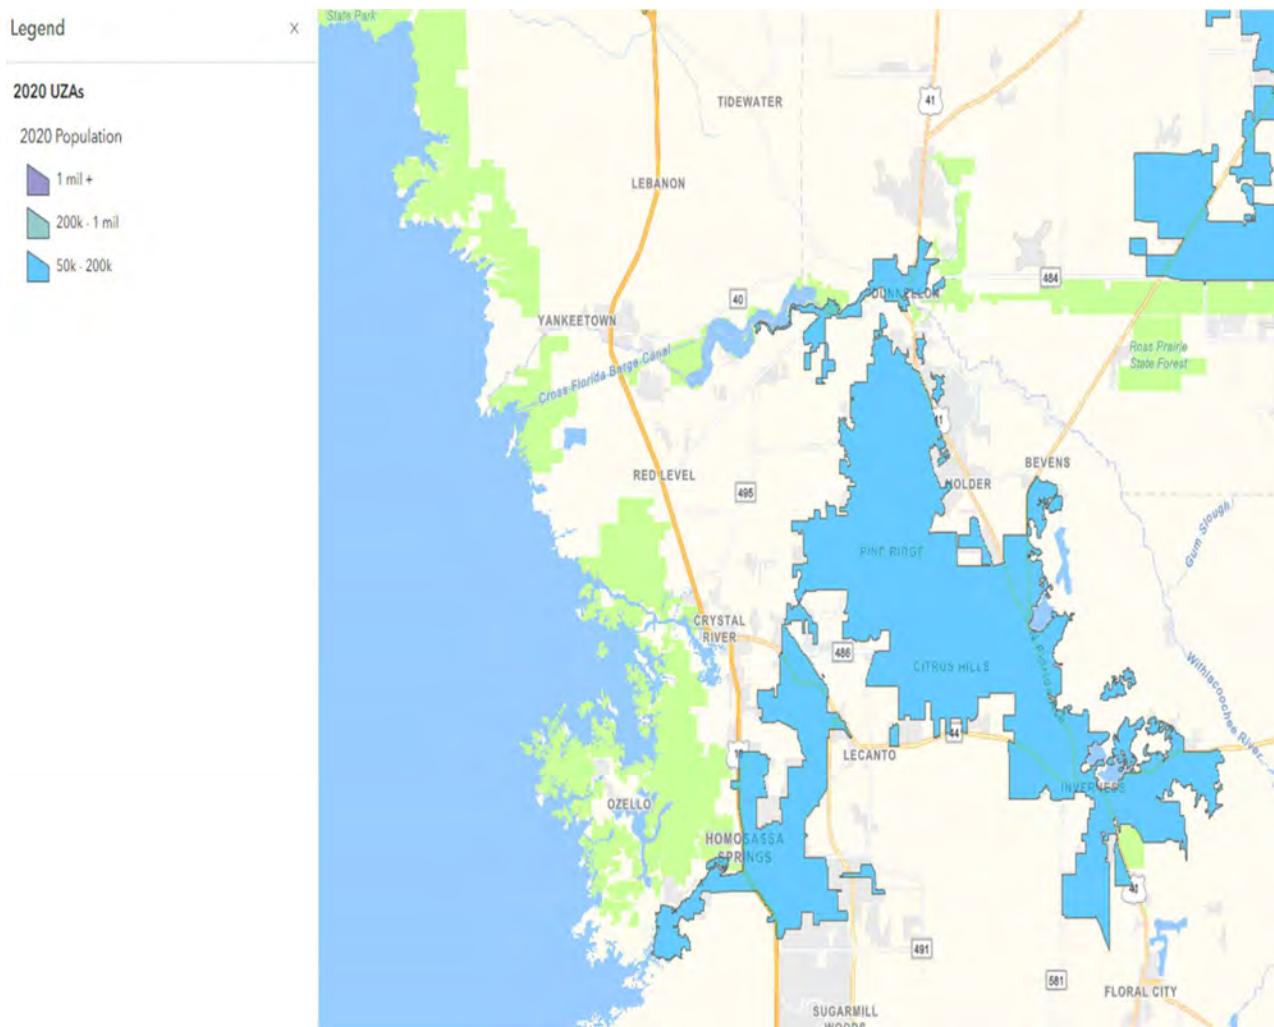 Legend X
2020 UZAs
2020 Population
1 mil +
200k - 1 mil
50k - 200k
State Park
TIDEWATER
41
LEBANON
484
40
DUNNELLON
YANKEETOWN
Cross Florida Barge Canal
Ross Prairie
State Forest
41
BEVENS
RED LEVEL
495
HOLDER
Gum Slough
PINE RIDGE
CRYSTAL
RIVER
486
CITRUS HILLS
Withlacoochee River
44
LECANTO
INVERNESS
OZELLO
HOMOSASSA
SPRINGS
41
491
581
FLORAL CITY
SUGARMILL
WOODS